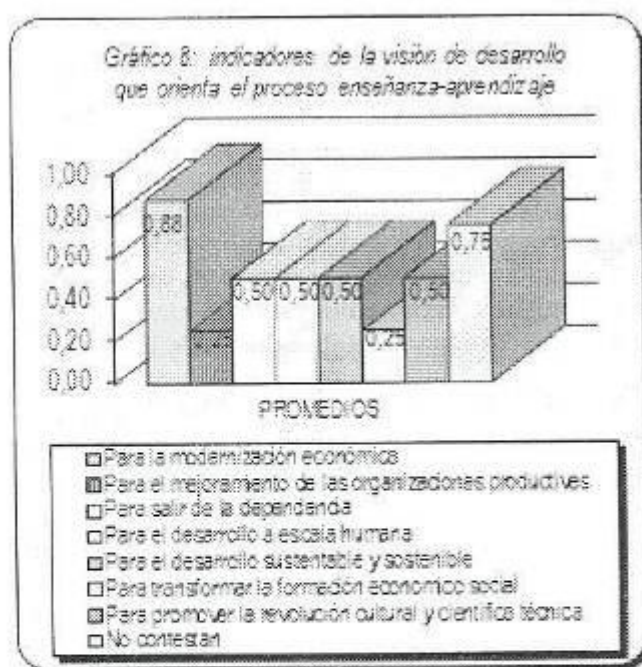 Gráfico 8: indicadores de la visión de desarrollo
que orienta el proceso enseñanza-aprendizaje
1,00
0,80
0,60
0,40
0,20
0,00
0,88
0,25
0,50
0,50
0,50
0,25
0,50
0,75
PROMEDIOS
Para la modernización económica
Para el mejoramiento de las organizaciones productives
Para salir de la dependencia
Para el desarrollo a escala humana
Para el desarrollo sustentable y sostenible
Para transformar la formación económico social
Para promover la revolución cultural y científico técnica
No contestan